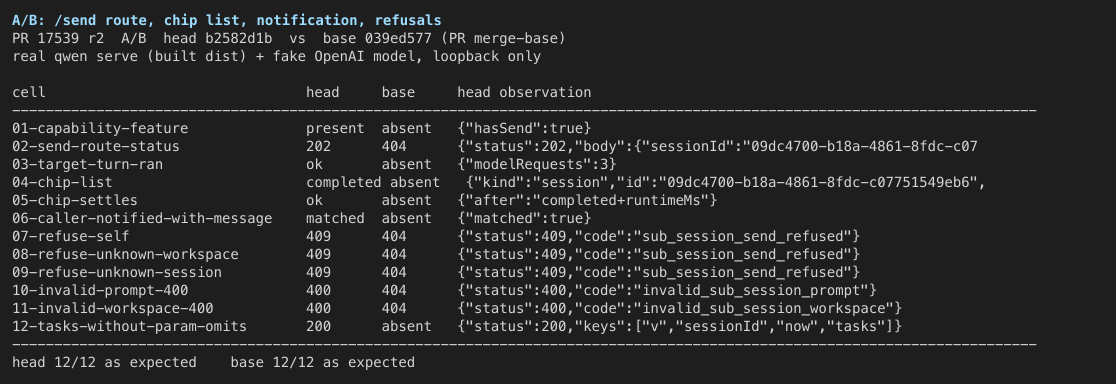 A/B: /send route, chip list, notification, refusals
PR 17539 r2  A/B  head b2582d1b  vs  base 039ed577 (PR merge-base)
real qwen serve (built dist) + fake OpenAI model, loopback only
cell head base head observation
01-capability-feature present absent {"hasSend":true}
02-send-route-status 202 404 {"status":202,"body":{"sessionId":"09dc4700-b18a-4861-8fdc-c07
03-target-turn-ran ok absent {"modelRequests":3}
04-chip-list completed absent {"kind":"session","id":"09dc4700-b18a-4861-8fdc-c07751549eb6",
05-chip-settles ok absent {"after":"completed+runtimeMs"}
06-caller-notified-with-message matched absent {"matched":true}
07-refuse-self 409 404 {"status":409,"code":"sub_session_send_refused"}
08-refuse-unknown-workspace 409 404 {"status":409,"code":"sub_session_send_refused"}
09-refuse-unknown-session 409 404 {"status":409,"code":"sub_session_send_refused"}
10-invalid-prompt-400 400 404 {"status":400,"code":"invalid_sub_session_prompt"}
11-invalid-workspace-400 400 404 {"status":400,"code":"invalid_sub_session_workspace"}
12-tasks-without-param-omits 200 absent {"status":200,"keys":["v","sessionId","now","tasks"]}
head 12/12 as expected base 12/12 as expected